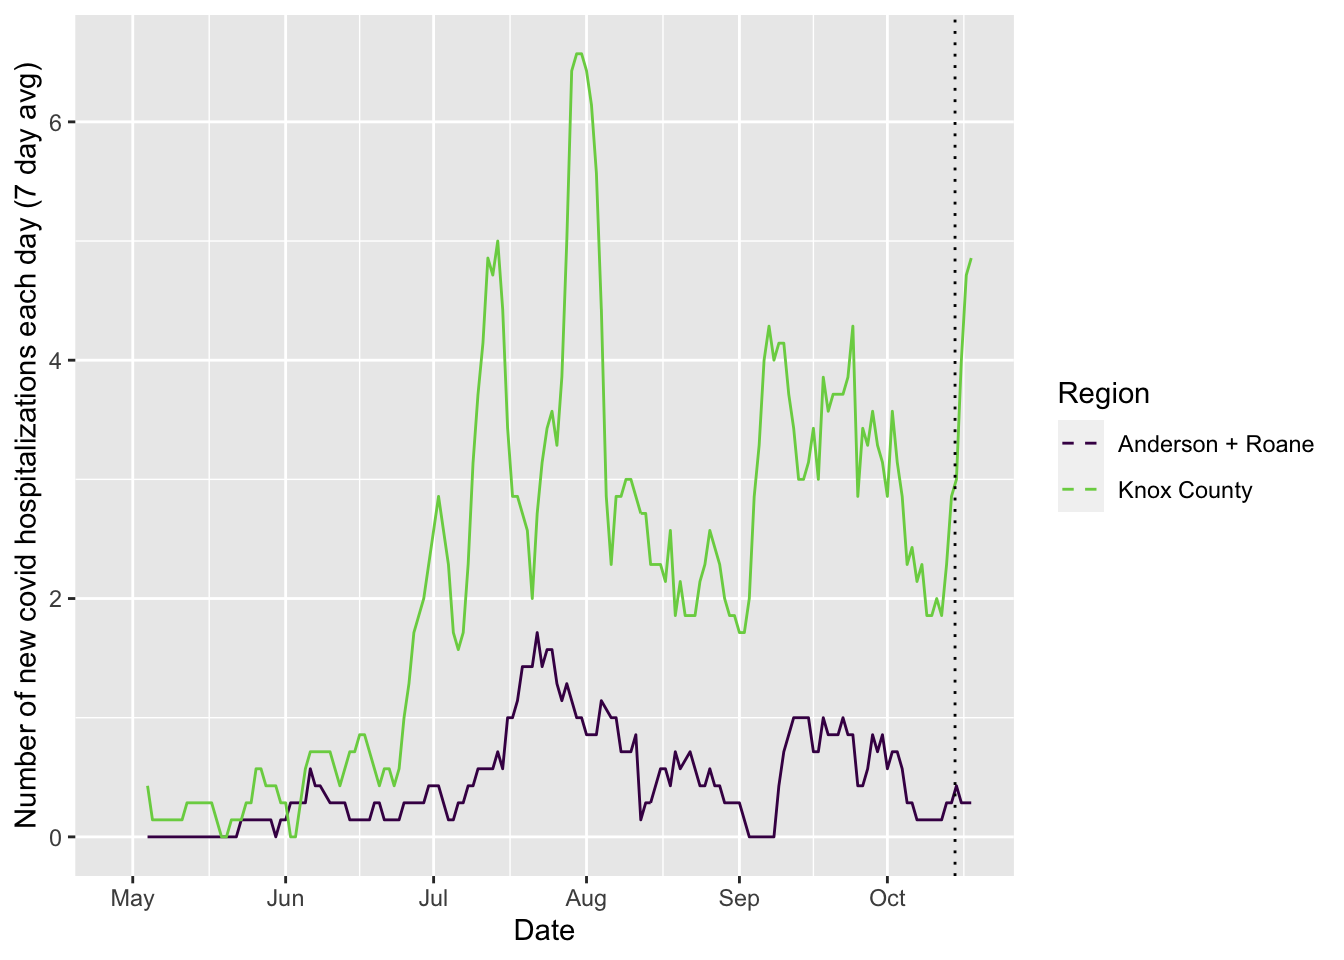 Number of new covid hospitalizations each day (7 day avg)
6
4
2
0
May Jun Jul Aug Sep Oct
Date
Region
Anderson + Roane
Knox County